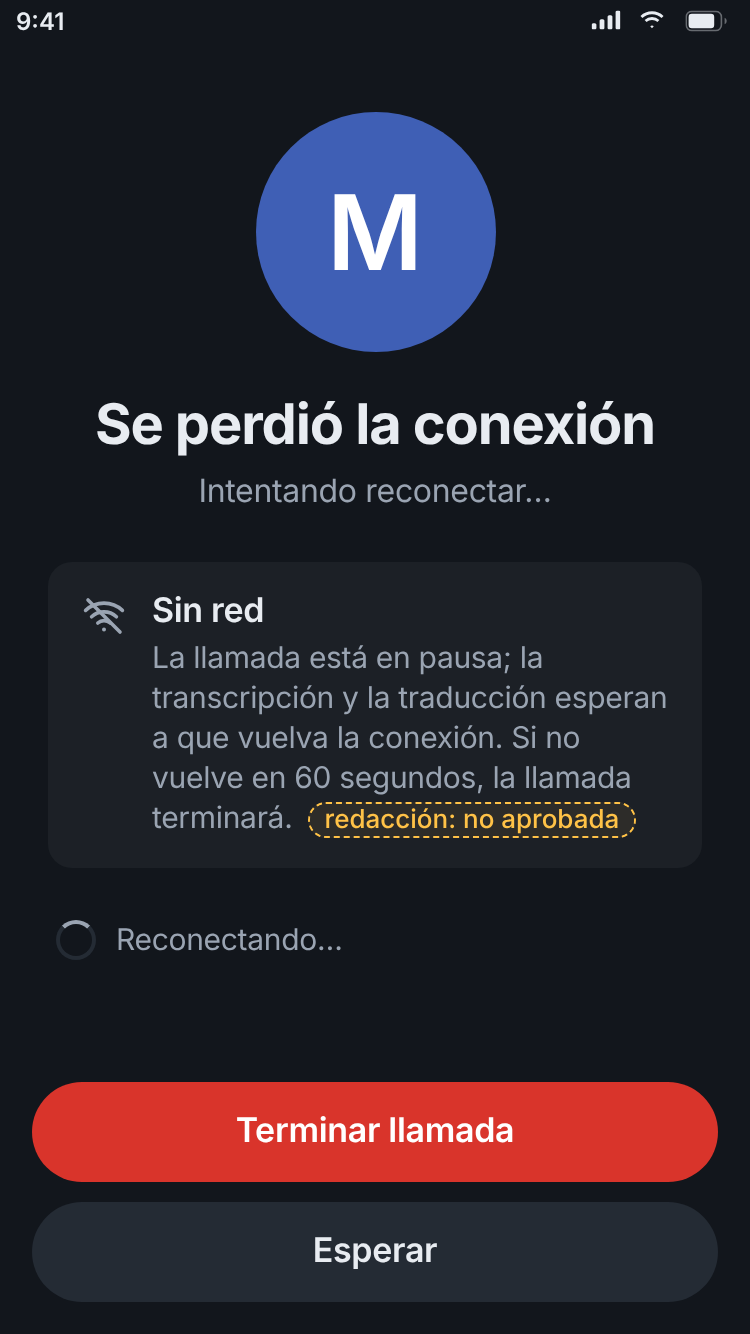 9:41
M
Se perdió la conexión
Intentando reconectar...
Sin red
La llamada está en pausa; la
transcripción y la traducción esperan
a que vuelva la conexión. Si no
vuelve en 60 segundos, la llamada
terminará. redacción: no aprobada
Reconectando...
Terminar llamada
Esperar